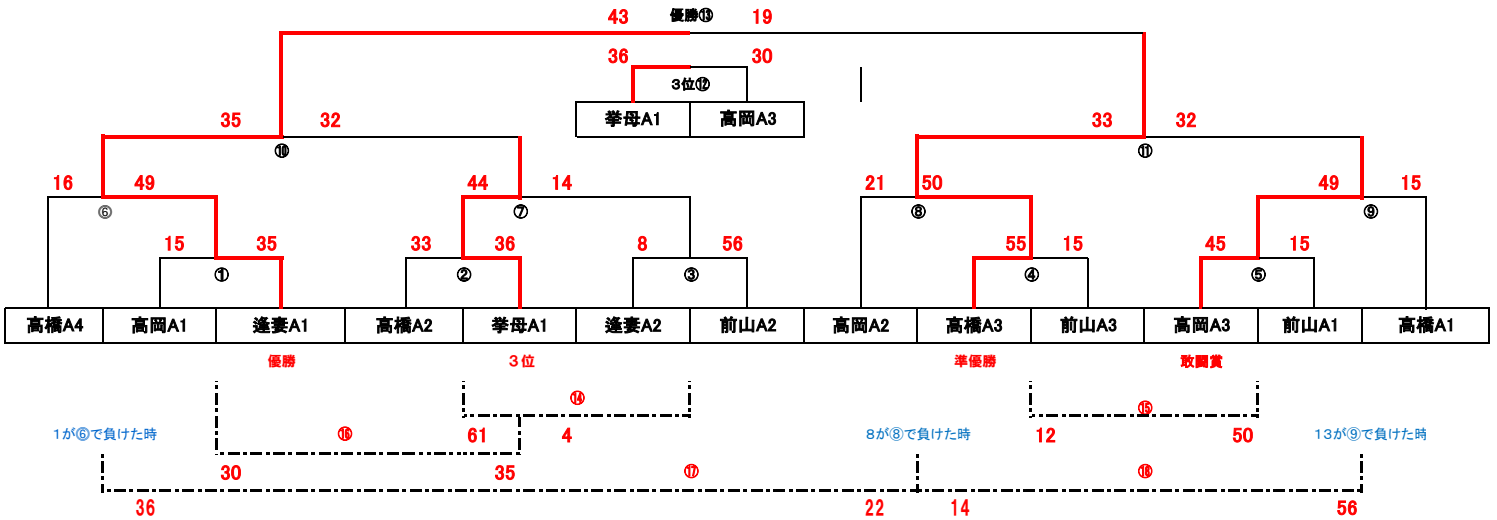 43 優勝⑬ 19
36 30
3位⑫
挙母A1 高岡A3
35 32 33 32
⑩ ⑪
16 49 44 14 21 50 49 15
⑥ ⑦ ⑧ ⑨
15 35 33 36 8 56 55 15 45 15
① ② ③ ④ ⑤
高橋A4 高岡A1 逢妻A1 高橋A2 挙母A1 逢妻A2 前山A2 高岡A2 高橋A3 前山A3 高岡A3 前山A1 高橋A1
優勝 3位 準優勝 敢闘賞
⑭ ⑮
1が⑥で負けた時 ⑯ 61 4 8が⑧で負けた時 12 50 13が⑨で負けた時
30 35 ⑰ ⑱
36 22 14 56